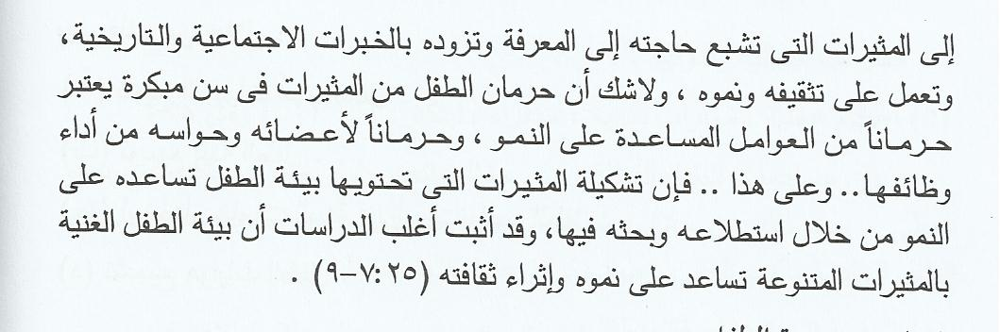 إلى المثيرات التى تشبع حاجته إلى المعرفة وتزوده بالخبرات الاجتماعية والتاريخية،
وتعمل على تثقيفه ونموه ، ولاشك أن حرمان الطفل من المثيرات فى سن مبكرة يعتبر
حرماناً من العوامل المساعدة على النمو ، وحرماناً لأعضائه وحواسه من أداء
وظائفها.. وعلى هذا .. فإن تشكيلة المثيرات التى تحتويها بيئة الطفل تساعده على
النمو من خلال استطلاعه وبحثه فيها، وقد أثبت أغلب الدراسات أن بيئة الطفل الغنية
بالمثيرات المتنوعة تساعد على نموه وإثراء ثقافته (٢٥ :٧-٩) .